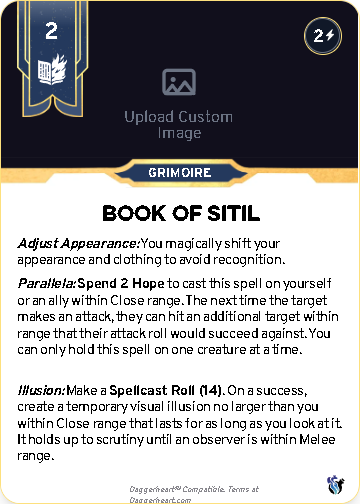 2
2
Upload Custom
Image
GRIMOIRE
BOOK OF SITIL
Adjust Appearance: You magically shift your
appearance and clothing to avoid recognition.
Parallela: Spend 2 Hope to cast this spell on yourself
or an ally within Close range. The next time the target
makes an attack, they can hit an additional target within
range that their attack roll would succeed against. You
can only hold this spell on one creature at a time.
Illusion: Make a Spellcast Roll (14). On a success,
create a temporary visual illusion no larger than you
within Close range that lasts for as long as you look at it.
It holds up to scrutiny until an observer is within Melee
range.
Daggerheart℠ Compatible. Terms at
Daggerheart.com